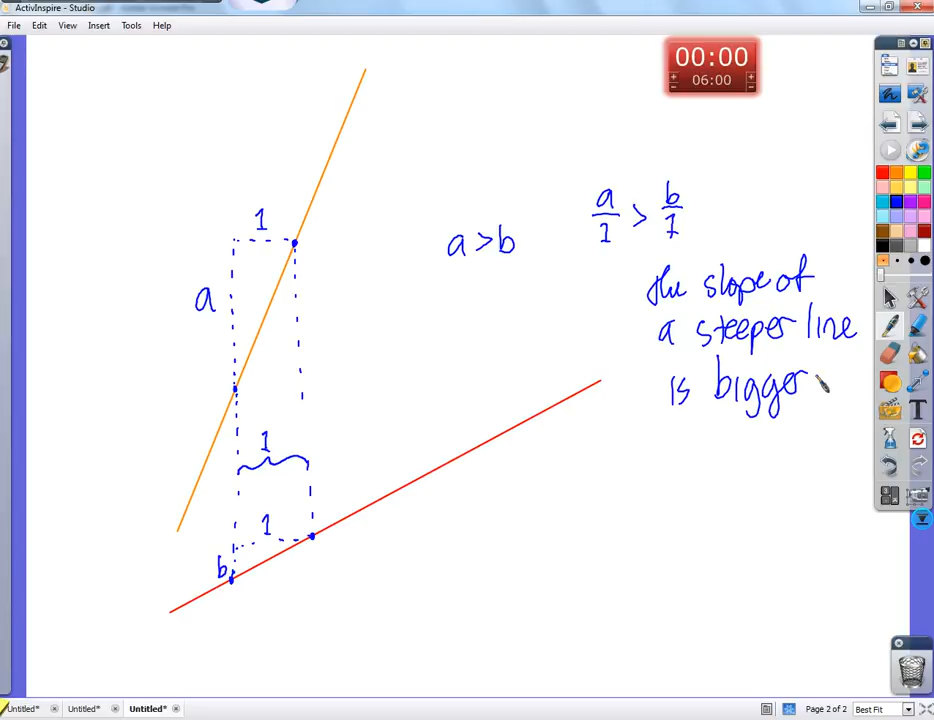 ActivInspire - Studio
File Edit View Insert Tools Help
00:00
06:00
1
a
a > b
a/1 > b/1
the slope of
a steeper line
is bigger
1
1
b
T
Untitled* Untitled* Untitled* Page 2 of 2 Best Fit